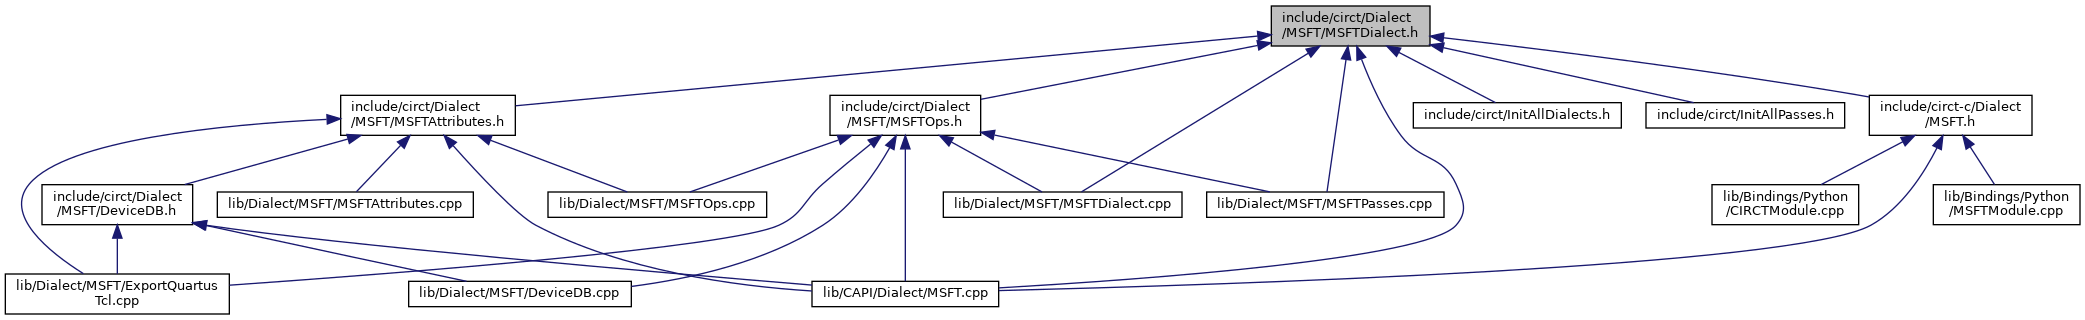 include/circt/Dialect
/MSFT/MSFTDialect.h
include/circt/Dialect
/MSFT/MSFTAttributes.h
include/circt/Dialect
/MSFT/MSFTOps.h
include/circt/InitAllDialects.h
include/circt/InitAllPasses.h
include/circt-c/Dialect
/MSFT.h
include/circt/Dialect
/MSFT/DeviceDB.h
lib/Dialect/MSFT/MSFTAttributes.cpp
lib/Dialect/MSFT/MSFTOps.cpp
lib/Dialect/MSFT/MSFTDialect.cpp
lib/Dialect/MSFT/MSFTPasses.cpp
lib/Bindings/Python
/CIRCTModule.cpp
lib/Bindings/Python
/MSFTModule.cpp
lib/Dialect/MSFT/ExportQuartus
Tcl.cpp
lib/Dialect/MSFT/DeviceDB.cpp
lib/CAPI/Dialect/MSFT.cpp